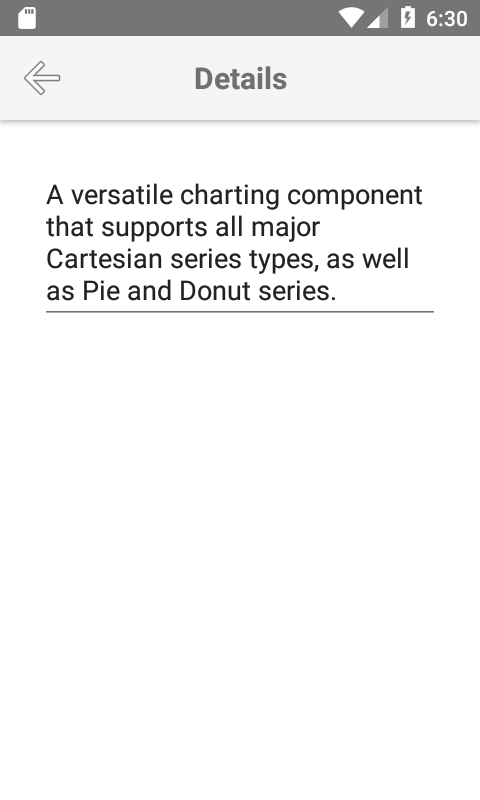 6:30
Details
A versatile charting component
that supports all major
Cartesian series types, as well
as Pie and Donut series.